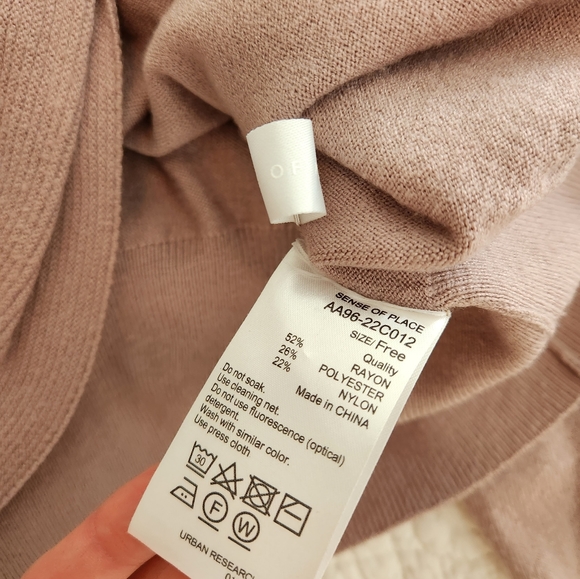 SENSE OF PLACE
AA96-22C012
SIZE/ Free
Quality
52% RAYON
26% POLYESTER
22% NYLON
Made in CHINA
Do not soak.
Use cleaning net.
Do not use fluorescence (optical)
detergent.
Wash with similar color.
Use press cloth.
30
F W
URBAN